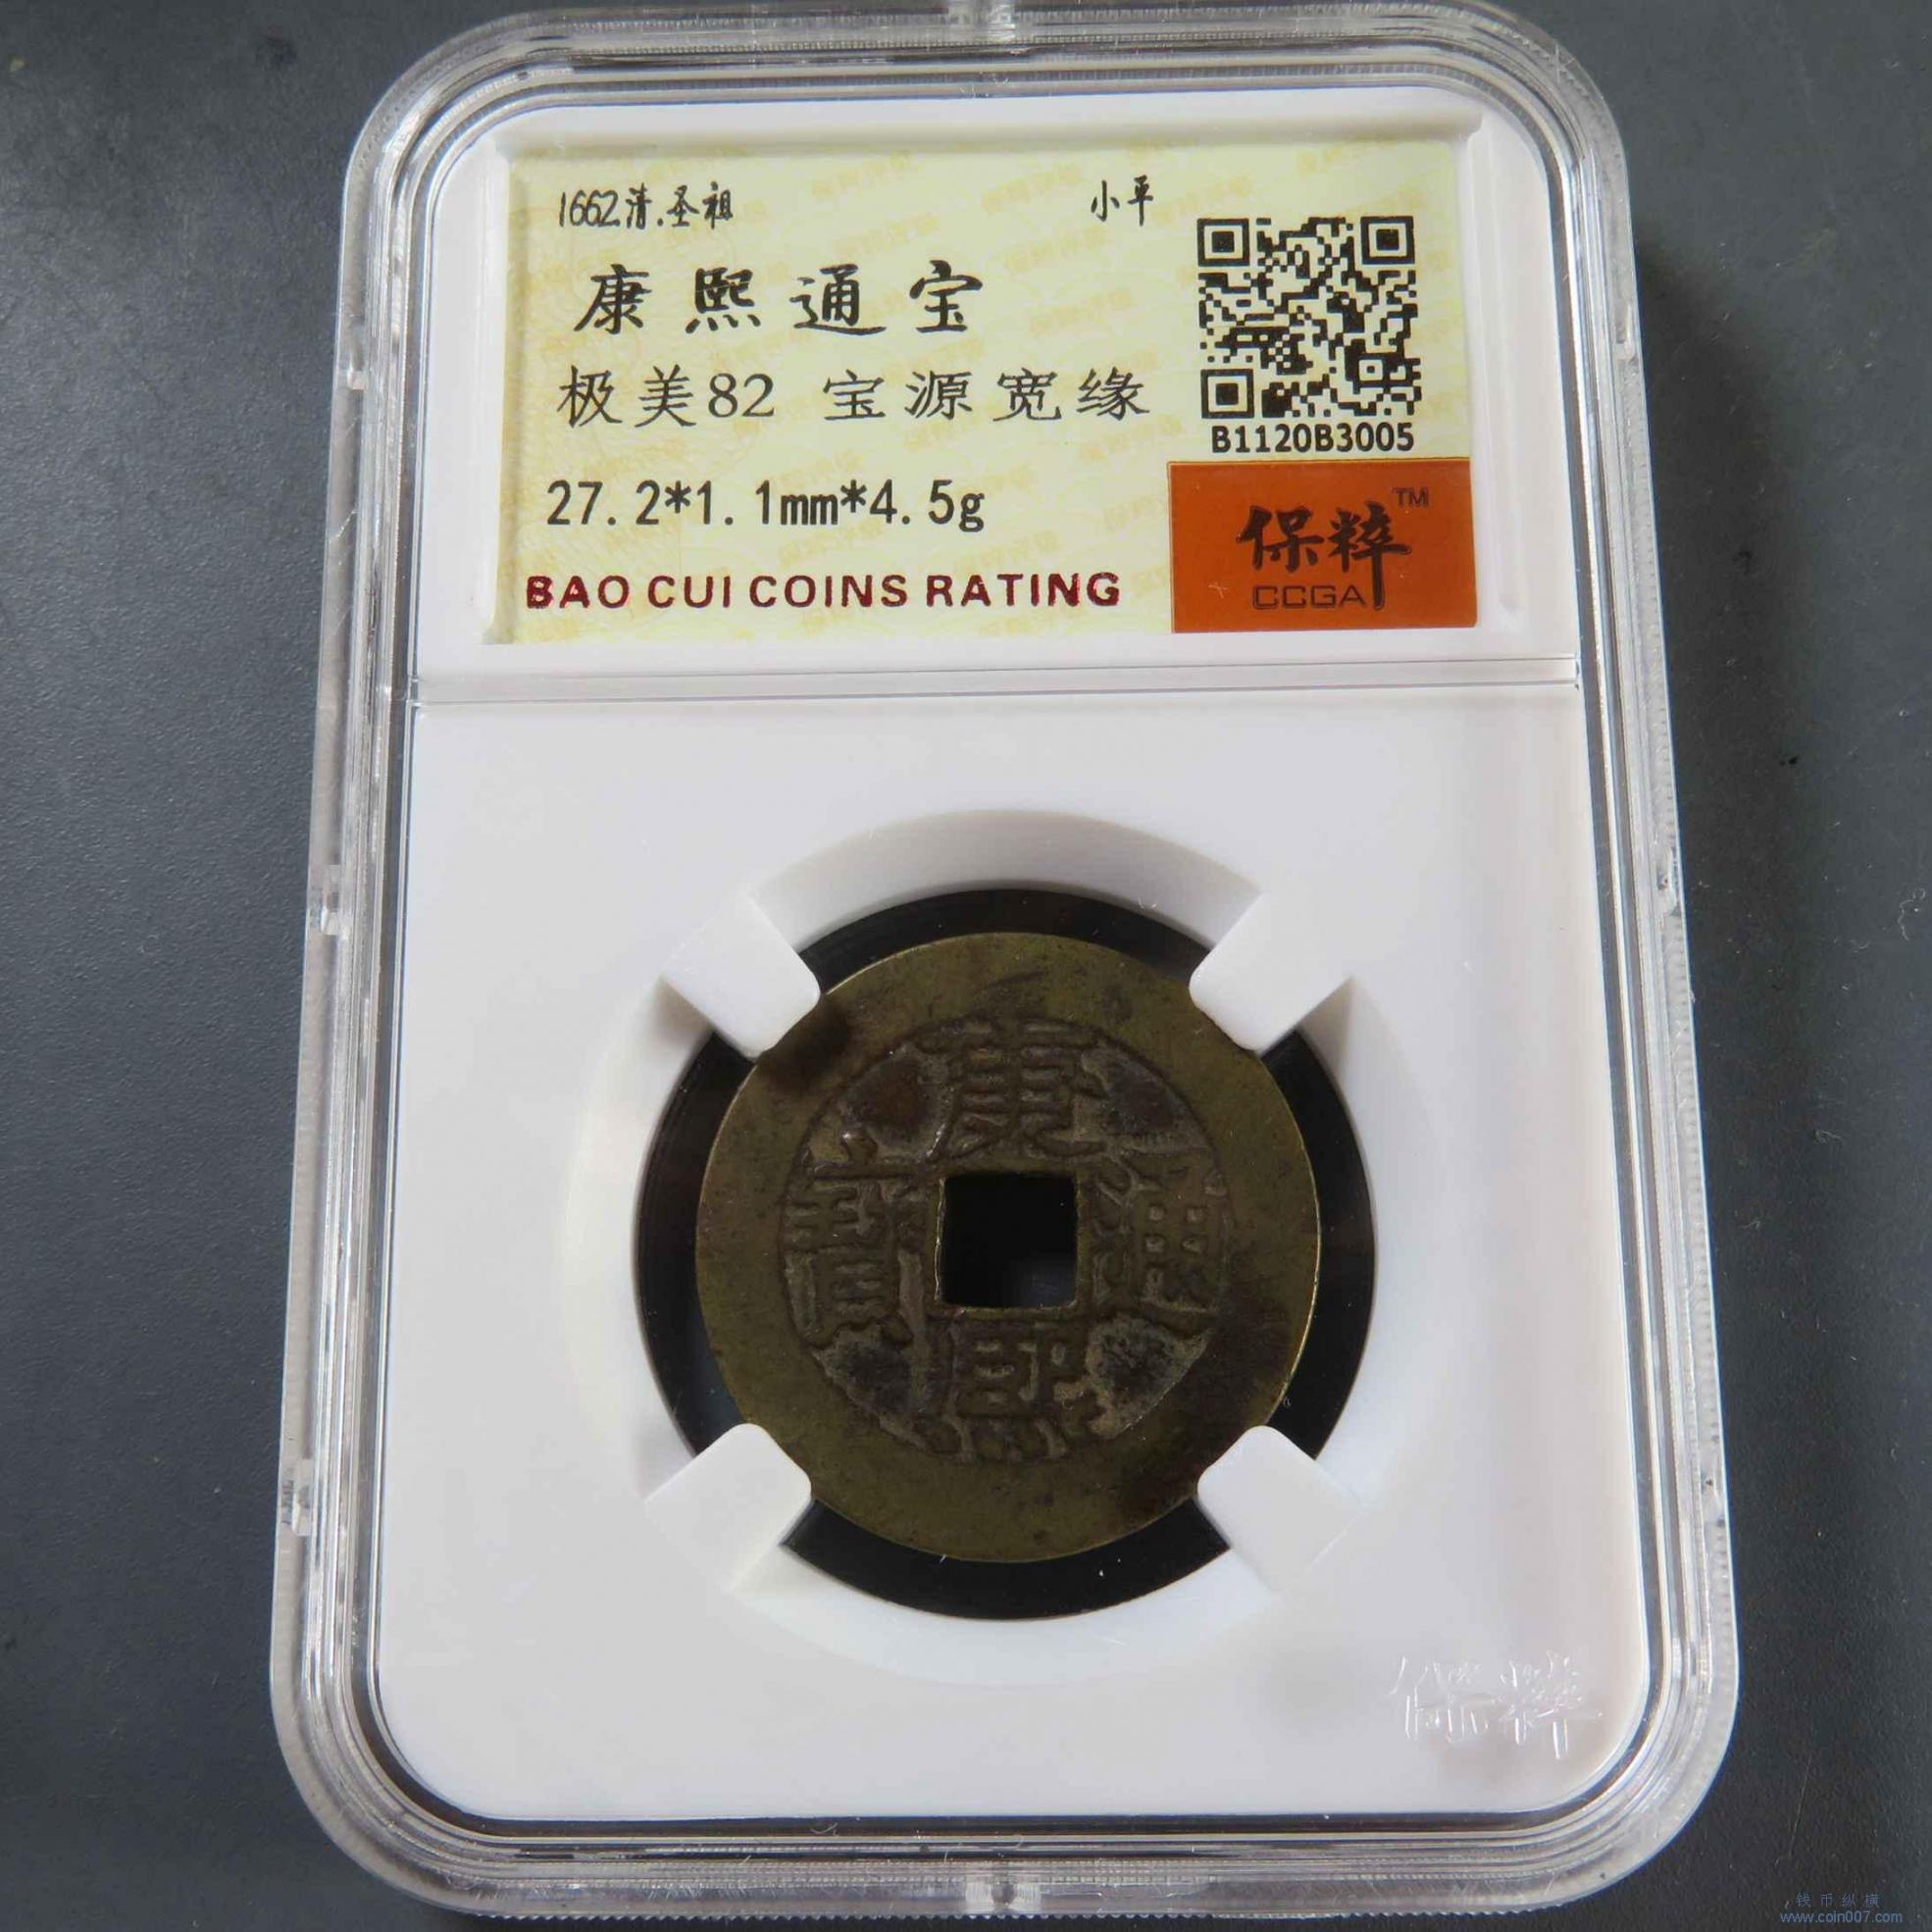 1662清.圣祖 小平
康熙通宝
极美82 宝源宽缘
B1120B3005
27.2*1.1mm*4.5g
保粹™
CCGA
BAO CUI COINS RATING
康
寶 通
熙
保粹
钱币纵横
www.coin007.com